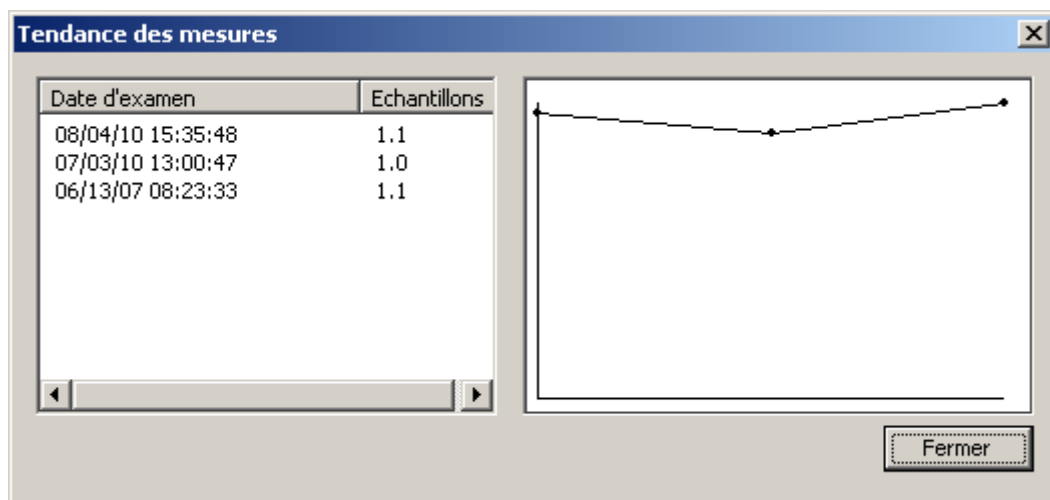 Tendance des mesures
Date d'examen Echantillons
08/04/10 15:35:48 1.1
07/03/10 13:00:47 1.0
06/13/07 08:23:33 1.1
Fermer